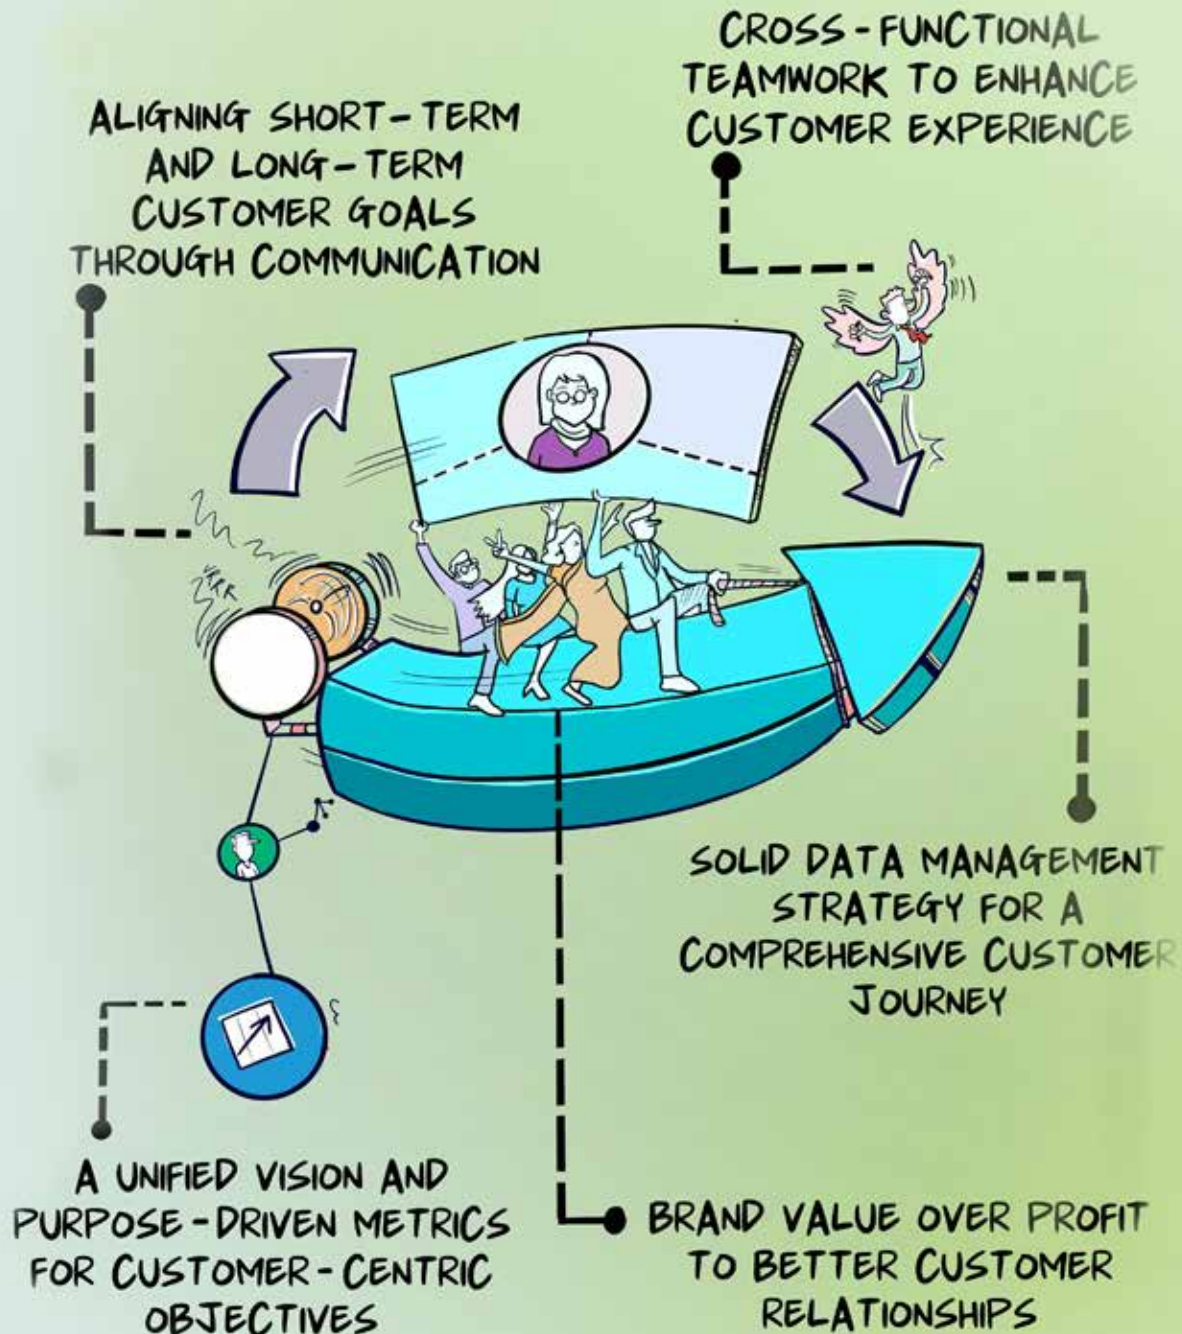 CROSS-FUNCTIONAL
TEAMWORK TO ENHANCE
CUSTOMER EXPERIENCE
ALIGNING SHORT-TERM
AND LONG-TERM
CUSTOMER GOALS
THROUGH COMMUNICATION
SOLID DATA MANAGEMENT
STRATEGY FOR A
COMPREHENSIVE CUSTOMER
JOURNEY
A UNIFIED VISION AND
PURPOSE-DRIVEN METRICS
FOR CUSTOMER-CENTRIC
OBJECTIVES
BRAND VALUE OVER PROFIT
TO BETTER CUSTOMER
RELATIONSHIPS